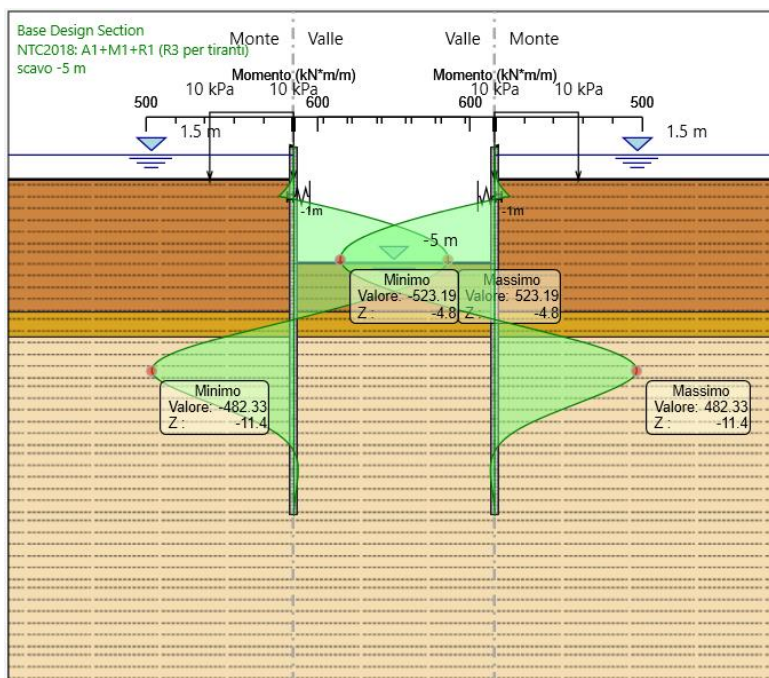 Base Design Section
NTC2018: A1+M1+R1 (R3 per tiranti)
scavo -5 m
Monte Valle Valle Monte
Momento (kN*m/m) Momento (kN*m/m)
10 kPa 10 kPa 10 kPa 10 kPa
500 600 600 500
1.5 m 1.5 m
-1m -1m
-5 m
Minimo
Valore: -523.19
Z : -4.8
Massimo
Valore: 523.19
Z : -4.8
Minimo
Valore: -482.33
Z : -11.4
Massimo
Valore: 482.33
Z : -11.4